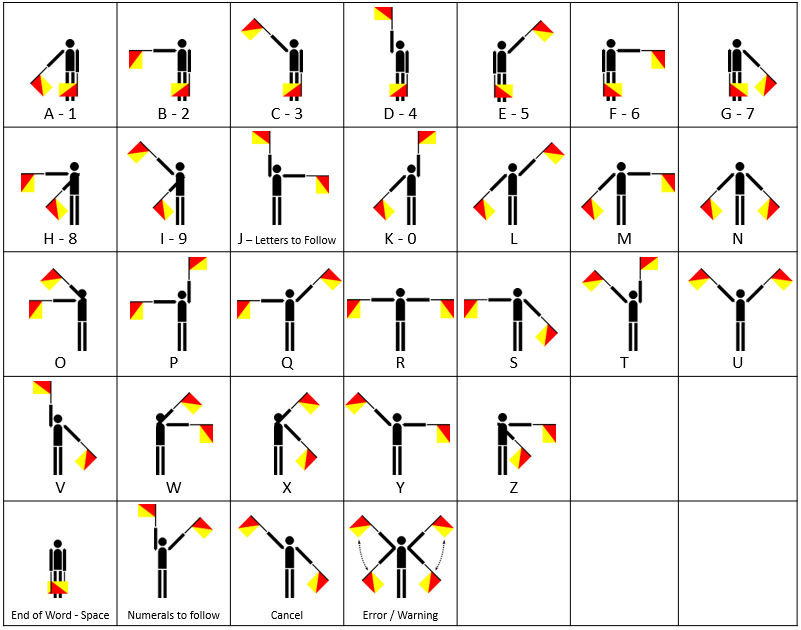 A - 1 B - 2 C - 3 D - 4 E - 5 F - 6 G - 7
H - 8 I - 9 J – Letters to Follow K - 0 L M N
O P Q R S T U
V W X Y Z
End of Word - Space Numerals to follow Cancel Error / Warning